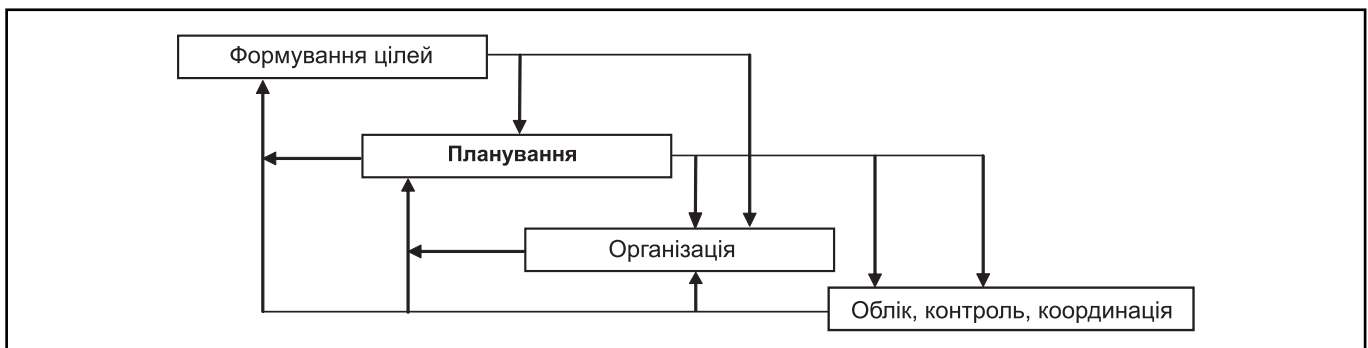 Формування цілей
Планування
Організація
Облік, контроль, координація